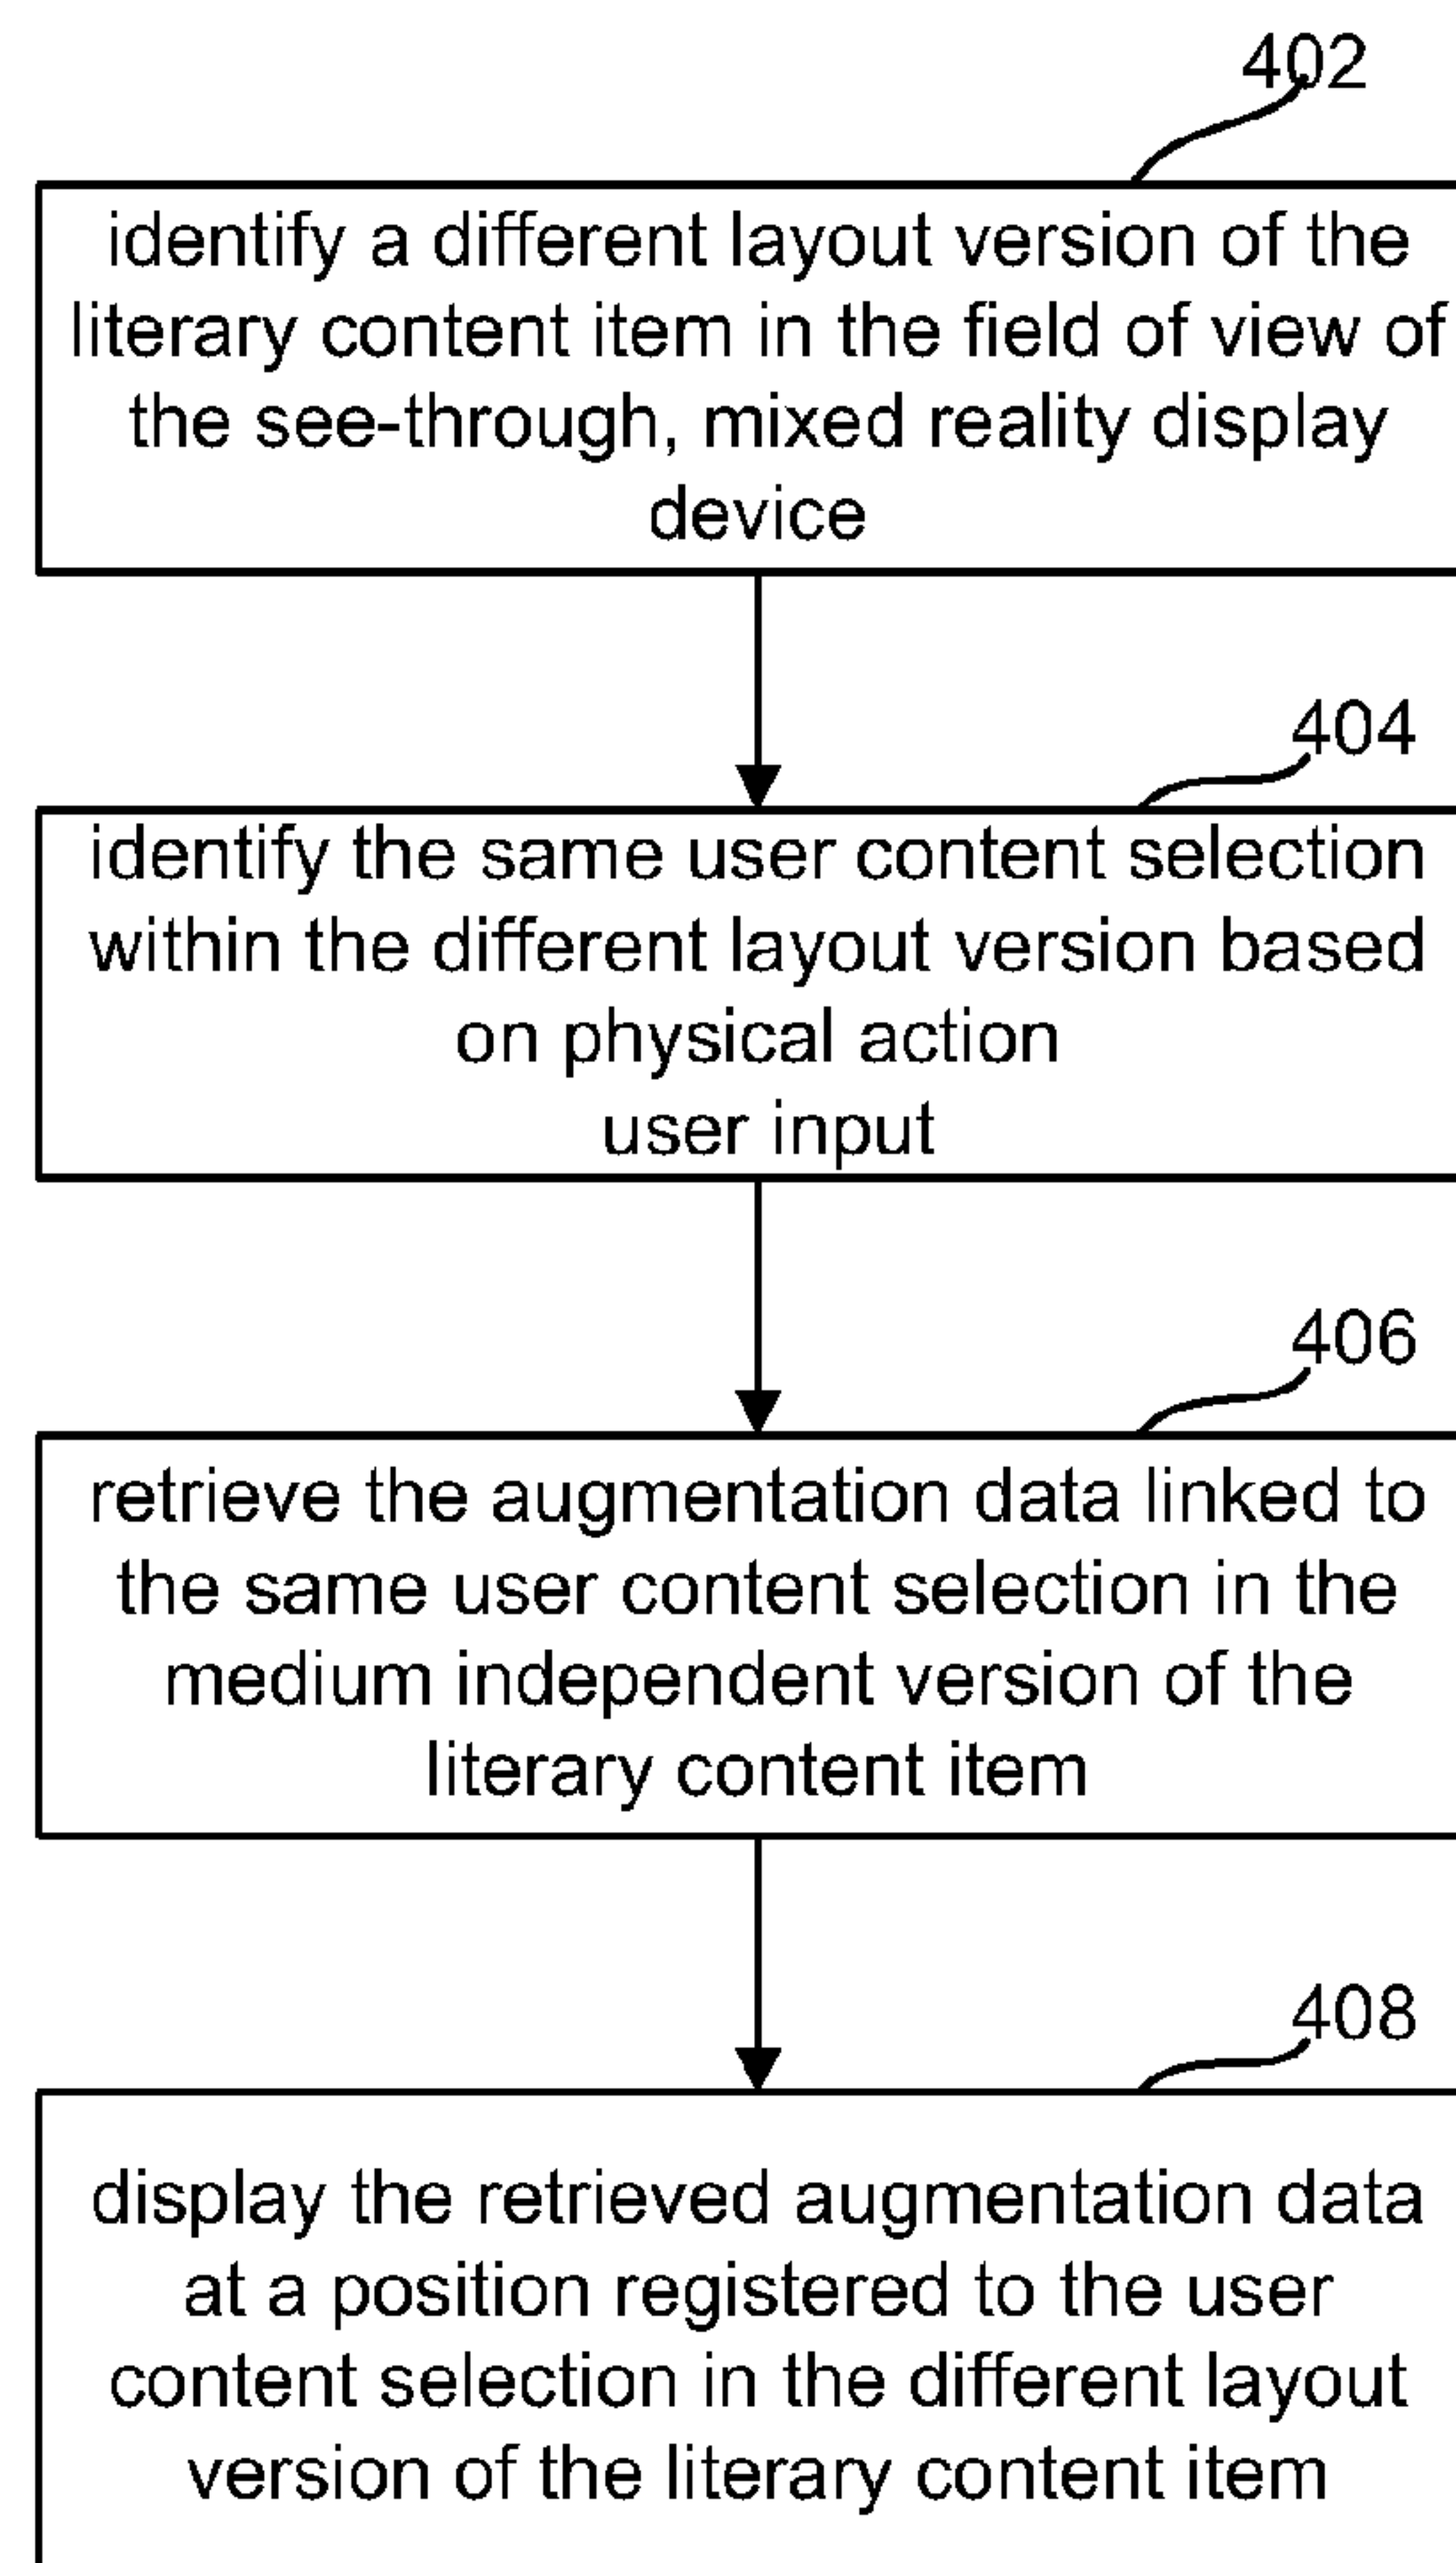 402
identify a different layout version of the
literary content item in the field of view of
the see-through, mixed reality display
device
404
identify the same user content selection
within the different layout version based
on physical action
user input
406
retrieve the augmentation data linked to
the same user content selection in the
medium independent version of the
literary content item
408
display the retrieved augmentation data
at a position registered to the user
content selection in the different layout
version of the literary content item